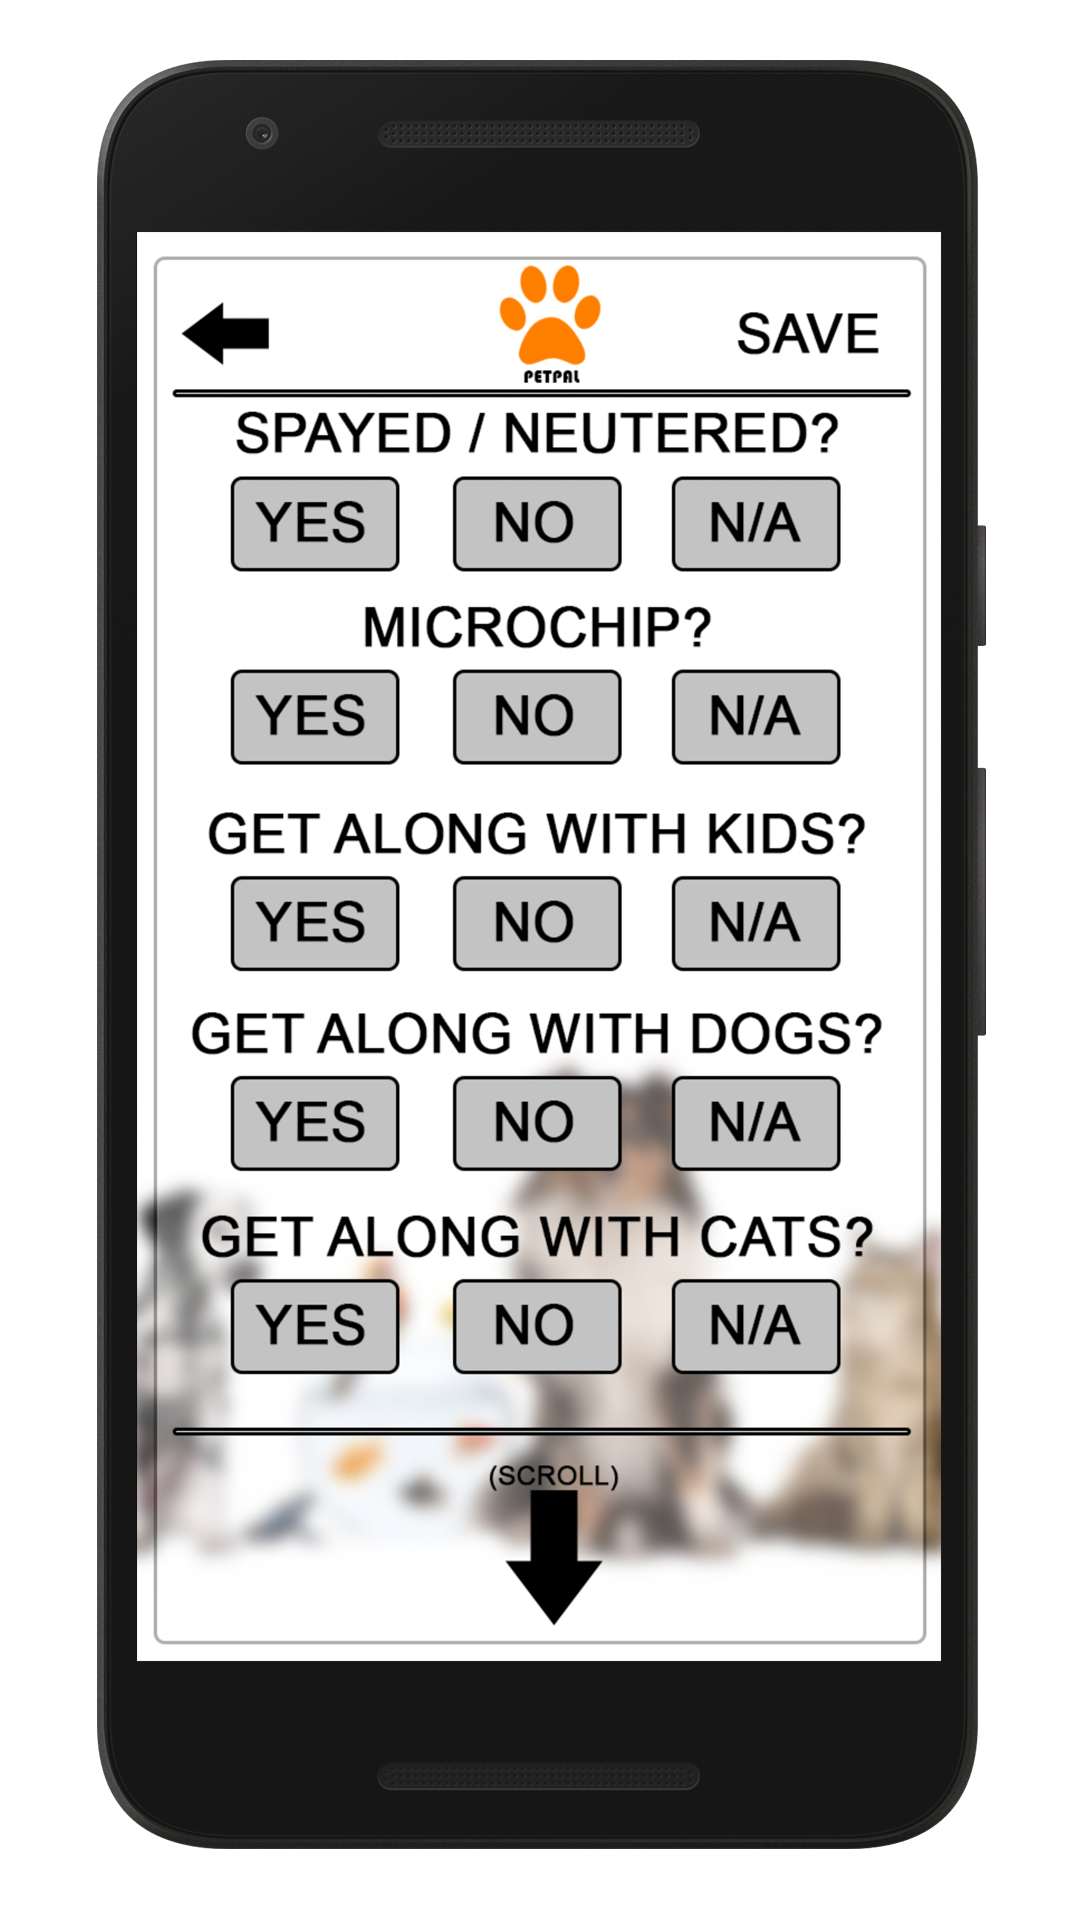 PETPAL
SAVE
SPAYED / NEUTERED?
YES NO N/A
MICROCHIP?
YES NO N/A
GET ALONG WITH KIDS?
YES NO N/A
GET ALONG WITH DOGS?
YES NO N/A
GET ALONG WITH CATS?
YES NO N/A
(SCROLL)